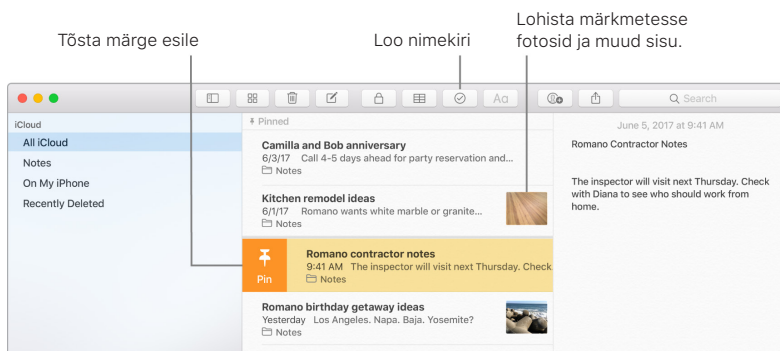 Tõsta märge esile
Loo nimekiri
Lohista märkmetesse
fotosid ja muud sisu.
Aa
Search
iCloud
All iCloud
Notes
On My iPhone
Recently Deleted
Pinned
Camilla and Bob anniversary
6/3/17 Call 4-5 days ahead for party reservation and...
Notes
Kitchen remodel ideas
6/1/17 Romano wants white marble or granite...
Notes
Pin
Romano contractor notes
9:41 AM The inspector will visit next Thursday. Check
Notes
Romano birthday getaway ideas
Yesterday Los Angeles. Napa. Baja. Yosemite?
Notes
June 5, 2017 at 9:41 AM
Romano Contractor Notes
The inspector will visit next Thursday. Check
with Diana to see who should work from
home.